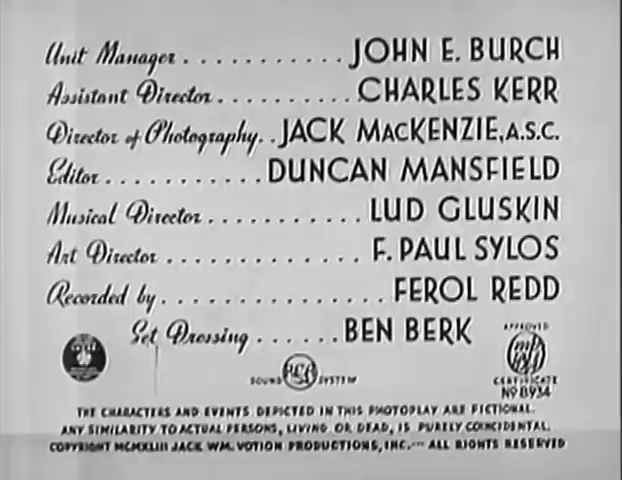 Unit Manager . . . . . . . . . . . . JOHN E. BURCH
Assistant Director . . . . . . . . . . CHARLES KERR
Director of Photography . . JACK MACKENZIE, A.S.C.
Editor . . . . . . . . . . . . DUNCAN MANSFIELD
Musical Director . . . . . . . . . . . LUD GLUSKIN
Art Director . . . . . . . . . . . . . F. PAUL SYLOS
Recorded by . . . . . . . . . . . . . . . FEROL REDD
Set Dressing . . . . . . BEN BERK
APPROVED
SOUND RCA SYSTEM
CERTIFICATE
No 8934
THE CHARACTERS AND EVENTS DEPICTED IN THIS PHOTOPLAY ARE FICTIONAL.
ANY SIMILARITY TO ACTUAL PERSONS, LIVING OR DEAD, IS PURELY COINCIDENTAL.
COPYRIGHT MCMXLIII JACK WM. VOTION PRODUCTIONS, INC. --- ALL RIGHTS RESERVED